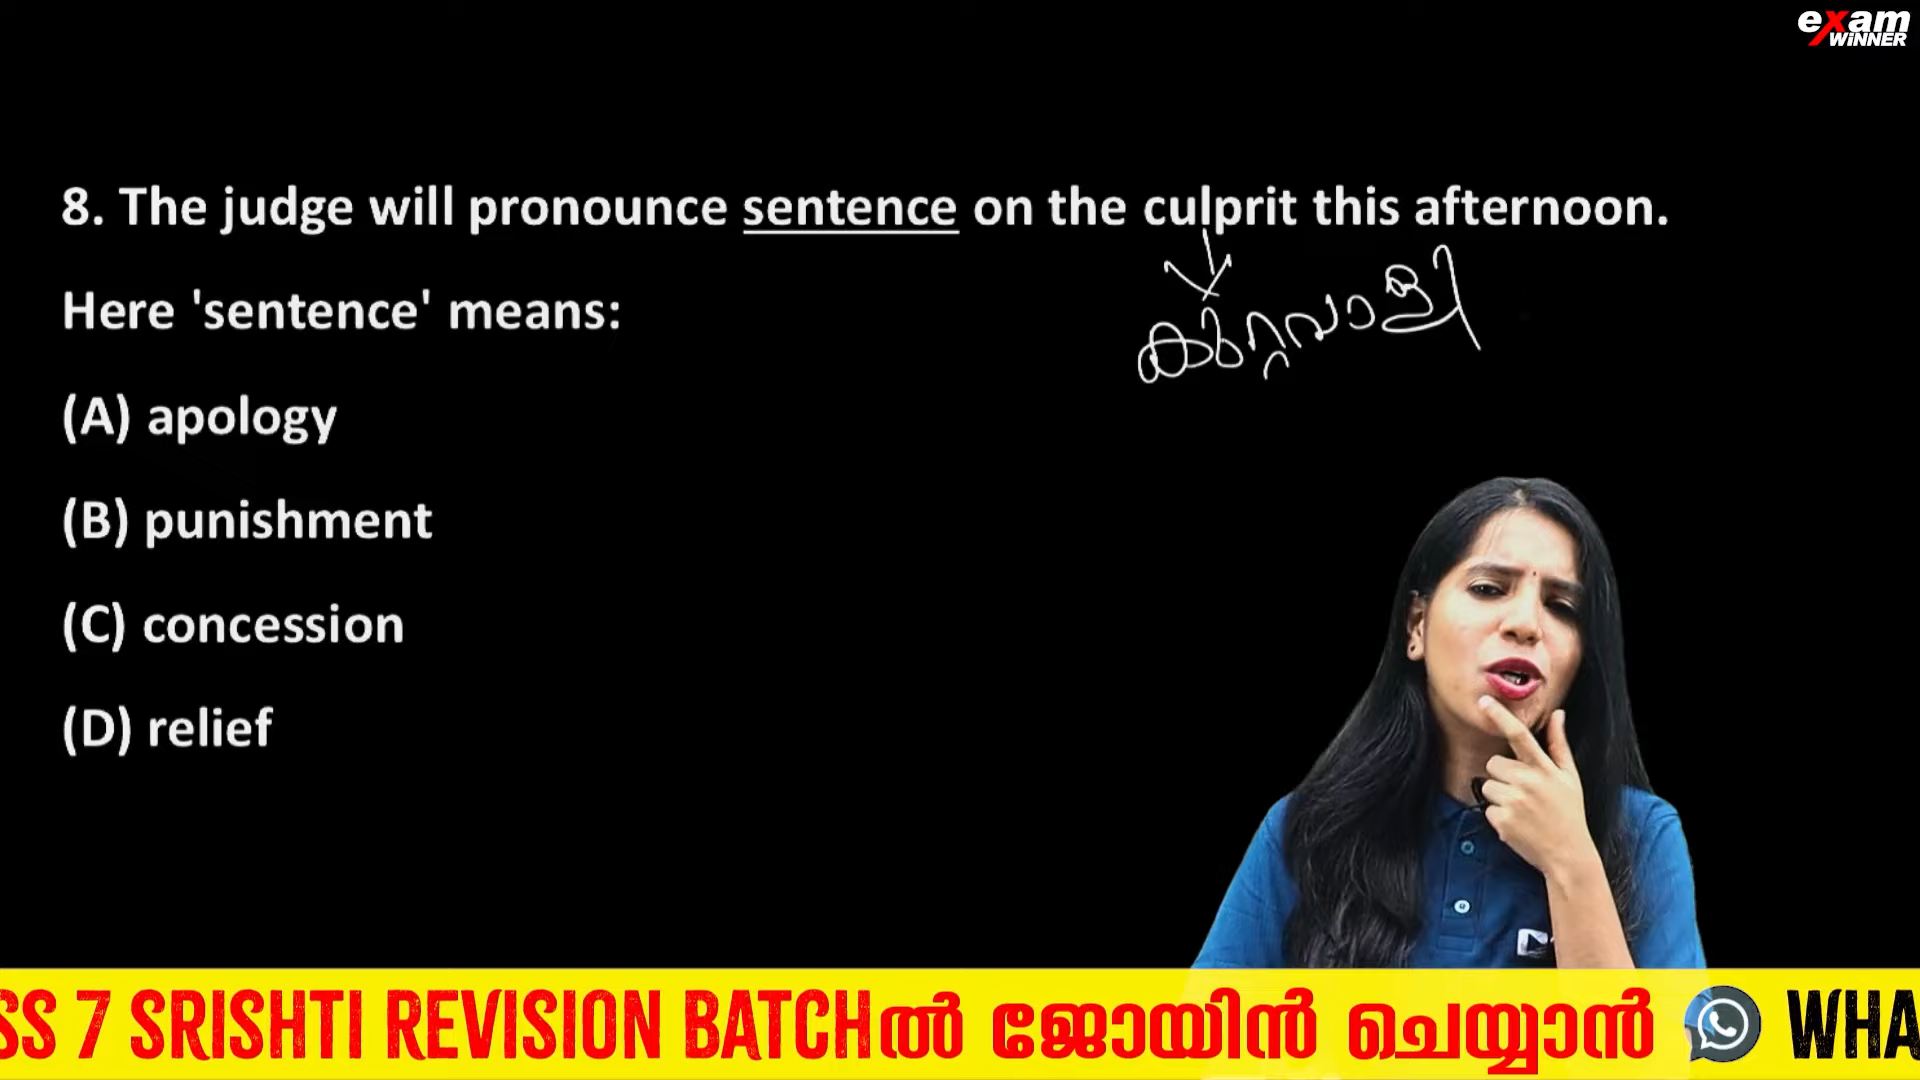 exam
WINNER
8. The judge will pronounce sentence on the culprit this afternoon.
കുറ്റവാളി
Here 'sentence' means:
(A) apology
(B) punishment
(C) concession
(D) relief
SS 7 SRISHTI REVISION BATCHൽ ജോയിൻ ചെയ്യാൻ WHA